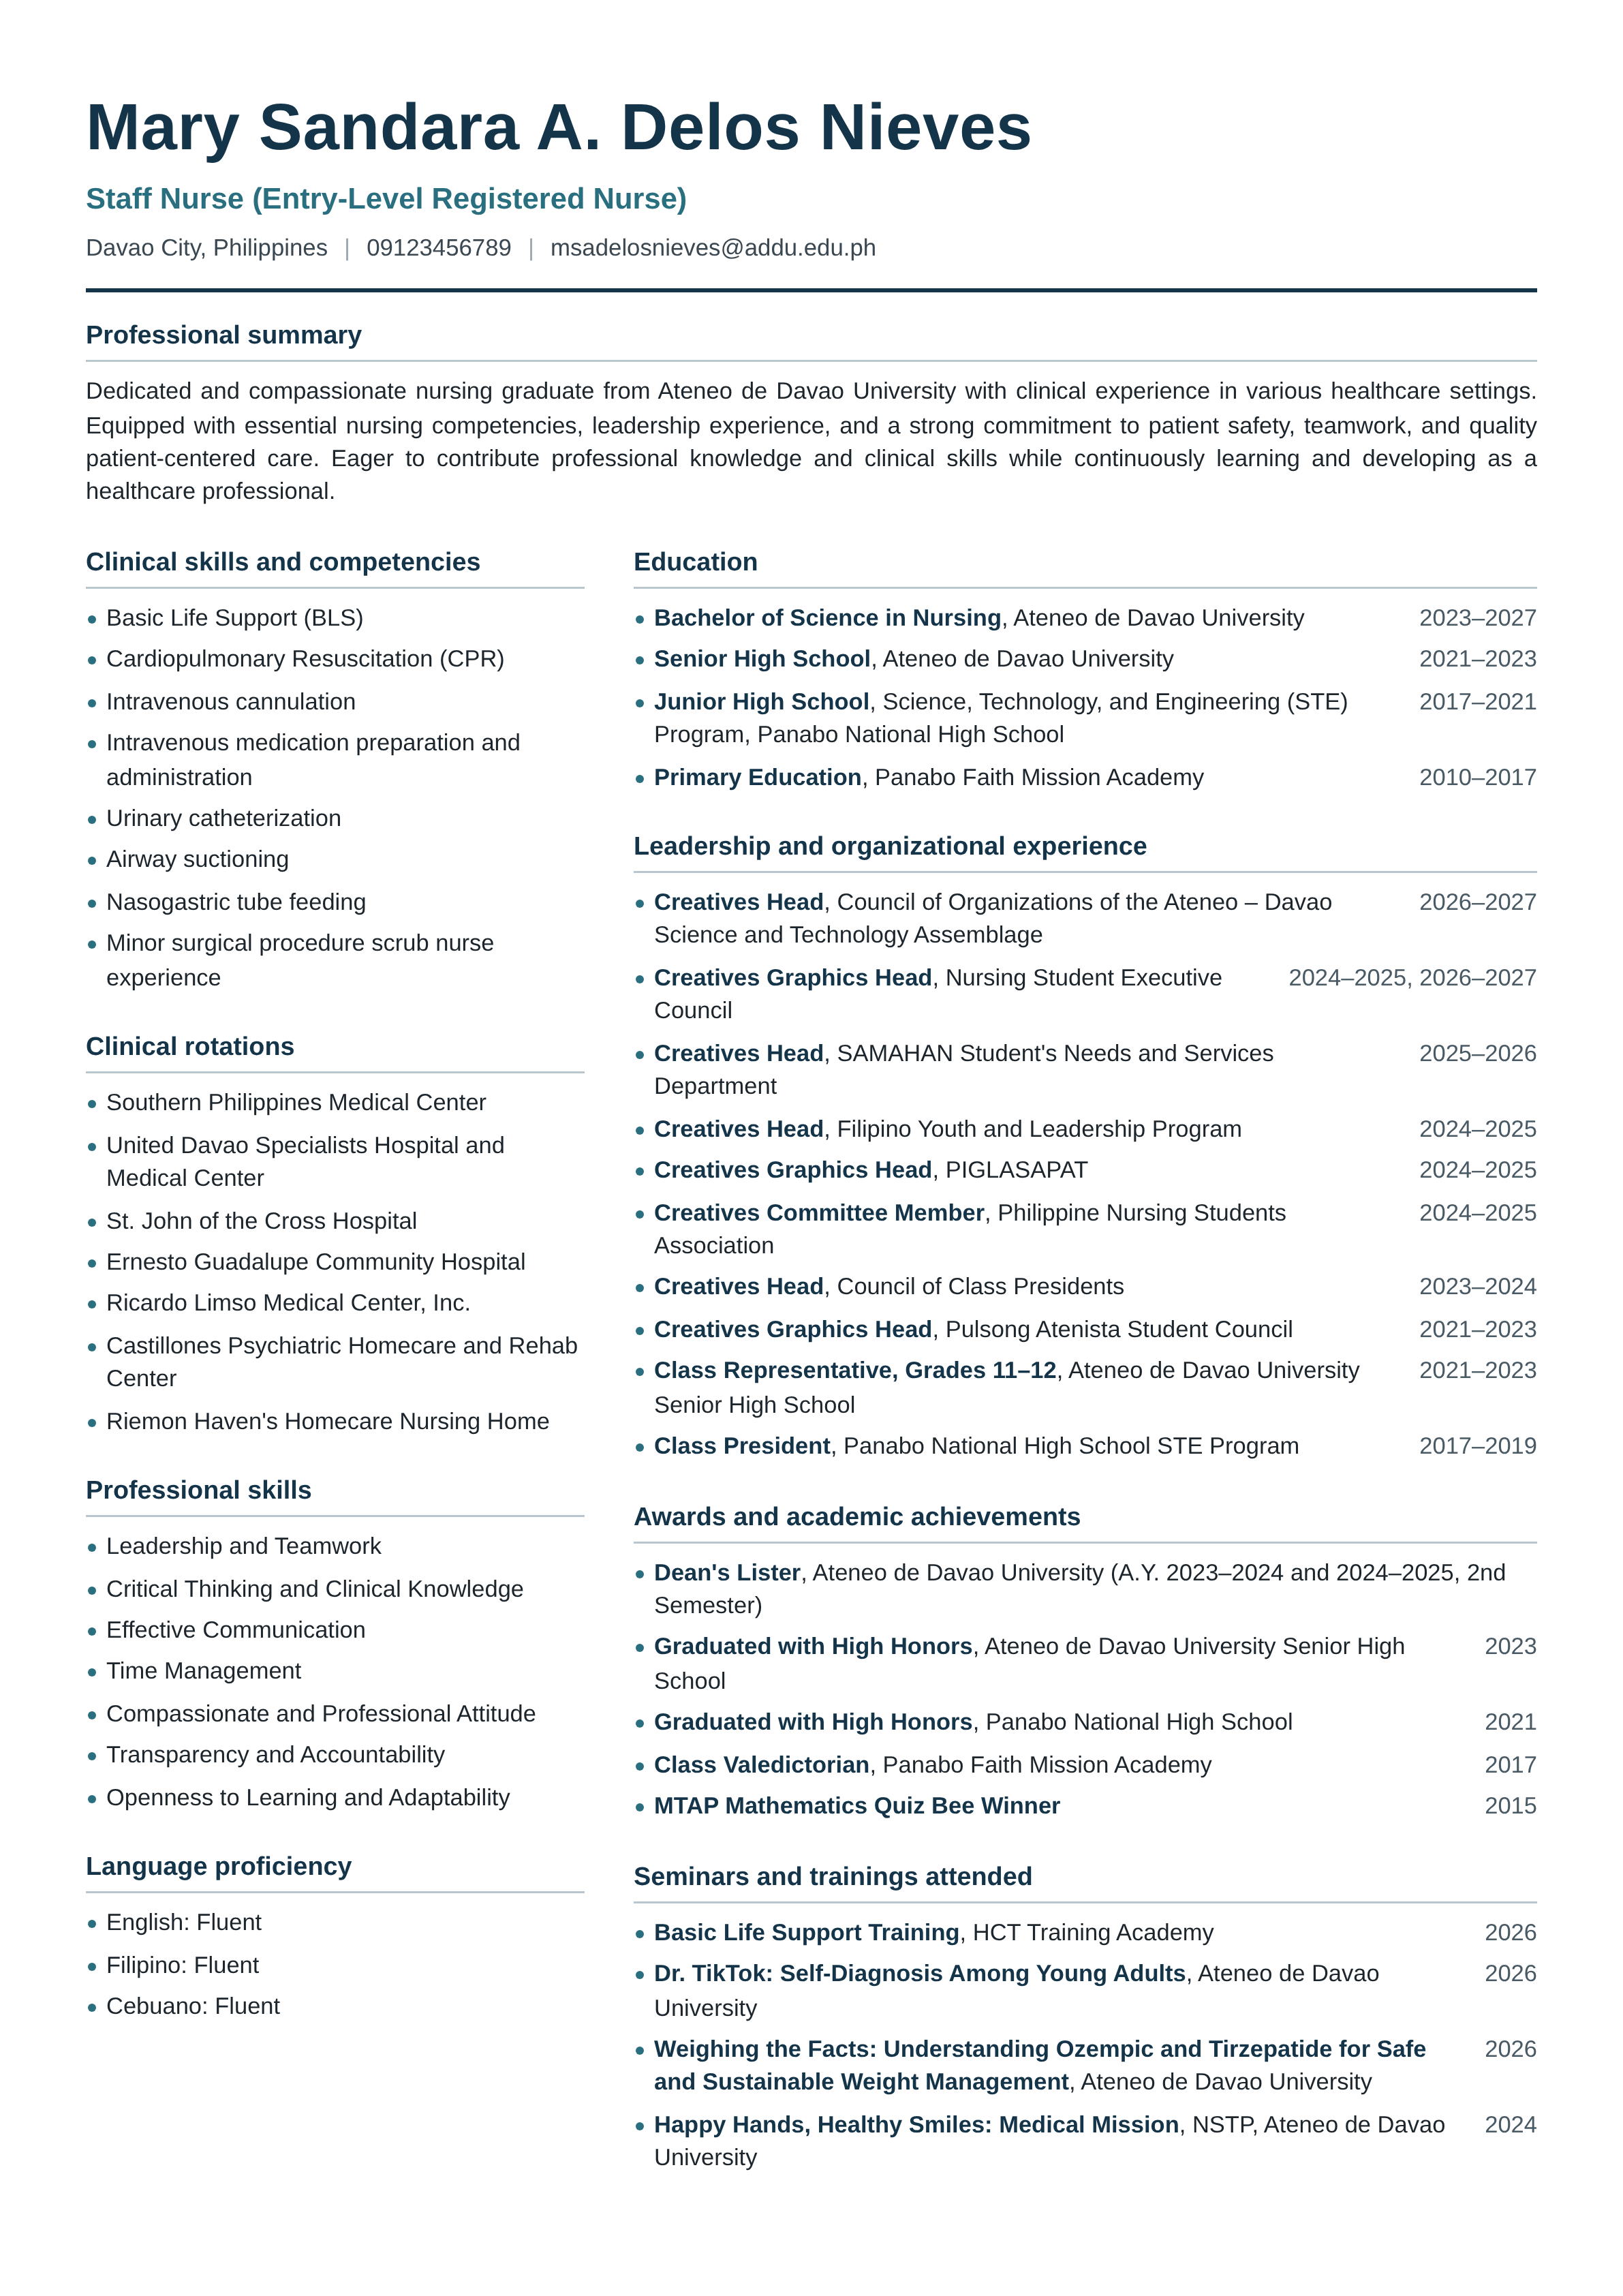 Mary Sandara A. Delos Nieves
Staff Nurse (Entry-Level Registered Nurse)
Davao City, Philippines | 09123456789 | msadelosnieves@addu.edu.ph
Professional summary
Dedicated and compassionate nursing graduate from Ateneo de Davao University with clinical experience in various healthcare settings.
Equipped with essential nursing competencies, leadership experience, and a strong commitment to patient safety, teamwork, and quality
patient-centered care. Eager to contribute professional knowledge and clinical skills while continuously learning and developing as a
healthcare professional.
Clinical skills and competencies
• Basic Life Support (BLS)
• Cardiopulmonary Resuscitation (CPR)
• Intravenous cannulation
• Intravenous medication preparation and
administration
• Urinary catheterization
• Airway suctioning
• Nasogastric tube feeding
• Minor surgical procedure scrub nurse
experience
Clinical rotations
• Southern Philippines Medical Center
• United Davao Specialists Hospital and
Medical Center
• St. John of the Cross Hospital
• Ernesto Guadalupe Community Hospital
• Ricardo Limso Medical Center, Inc.
• Castillones Psychiatric Homecare and Rehab
Center
• Riemon Haven's Homecare Nursing Home
Professional skills
• Leadership and Teamwork
• Critical Thinking and Clinical Knowledge
• Effective Communication
• Time Management
• Compassionate and Professional Attitude
• Transparency and Accountability
• Openness to Learning and Adaptability
Language proficiency
• English: Fluent
• Filipino: Fluent
• Cebuano: Fluent
Education
• Bachelor of Science in Nursing, Ateneo de Davao University 2023–2027
• Senior High School, Ateneo de Davao University 2021–2023
• Junior High School, Science, Technology, and Engineering (STE) 2017–2021
Program, Panabo National High School
• Primary Education, Panabo Faith Mission Academy 2010–2017
Leadership and organizational experience
• Creatives Head, Council of Organizations of the Ateneo – Davao 2026–2027
Science and Technology Assemblage
• Creatives Graphics Head, Nursing Student Executive 2024–2025, 2026–2027
Council
• Creatives Head, SAMAHAN Student's Needs and Services 2025–2026
Department
• Creatives Head, Filipino Youth and Leadership Program 2024–2025
• Creatives Graphics Head, PIGLASAPAT 2024–2025
• Creatives Committee Member, Philippine Nursing Students 2024–2025
Association
• Creatives Head, Council of Class Presidents 2023–2024
• Creatives Graphics Head, Pulsong Atenista Student Council 2021–2023
• Class Representative, Grades 11–12, Ateneo de Davao University 2021–2023
Senior High School
• Class President, Panabo National High School STE Program 2017–2019
Awards and academic achievements
• Dean's Lister, Ateneo de Davao University (A.Y. 2023–2024 and 2024–2025, 2nd
Semester)
• Graduated with High Honors, Ateneo de Davao University Senior High 2023
School
• Graduated with High Honors, Panabo National High School 2021
• Class Valedictorian, Panabo Faith Mission Academy 2017
• MTAP Mathematics Quiz Bee Winner 2015
Seminars and trainings attended
• Basic Life Support Training, HCT Training Academy 2026
• Dr. TikTok: Self-Diagnosis Among Young Adults, Ateneo de Davao 2026
University
• Weighing the Facts: Understanding Ozempic and Tirzepatide for Safe 2026
and Sustainable Weight Management, Ateneo de Davao University
• Happy Hands, Healthy Smiles: Medical Mission, NSTP, Ateneo de Davao 2024
University